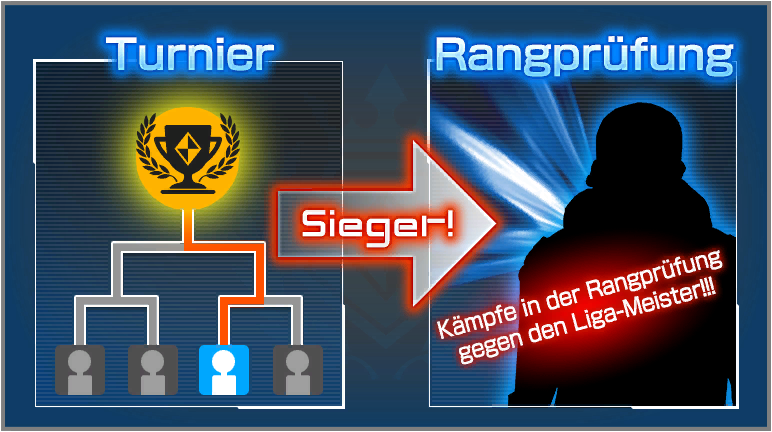 Turnier
Rangprüfung
Sieger!
Kämpfe in der Rangprüfung
gegen den Liga-Meister!!!